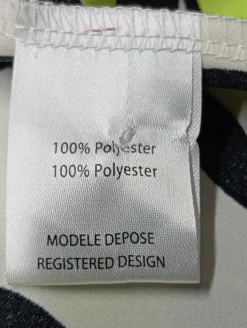 100% Polyester
100% Polyester
MODELE DEPOSE
REGISTERED DESIGN